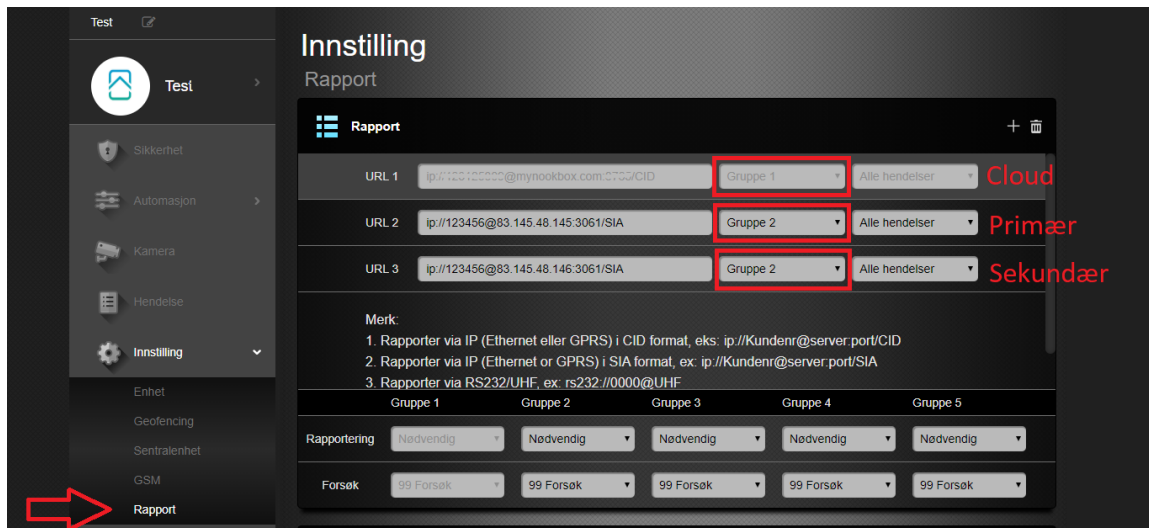 Test
Test
Sikkerhet
Automasjon
Kamera
Hendelse
Innstilling
Enhet
Geofencing
Sentralenhet
GSM
Rapport
Innstilling
Rapport
Rapport
URL 1 @mynookbox.com: /CID Gruppe 1 Alle hendelser Cloud
URL 2 ip://123456@83.145.48.145:3061/SIA Gruppe 2 Alle hendelser Primær
URL 3 ip://123456@83.145.48.146:3061/SIA Gruppe 2 Alle hendelser Sekundær
Merk:
1. Rapporter via IP (Ethernet eller GPRS) i CID format, eks: ip://Kundenr@server:port/CID
2. Rapporter via IP (Ethernet or GPRS) i SIA format, ex: ip://Kundenr@server:port/SIA
3. Rapporter via RS232/UHF, ex: rs232://0000@UHF
Gruppe 1 Gruppe 2 Gruppe 3 Gruppe 4 Gruppe 5
Rapportering Nødvendig Nødvendig Nødvendig Nødvendig Nødvendig
Forsøk 99 Forsøk 99 Forsøk 99 Forsøk 99 Forsøk 99 Forsøk